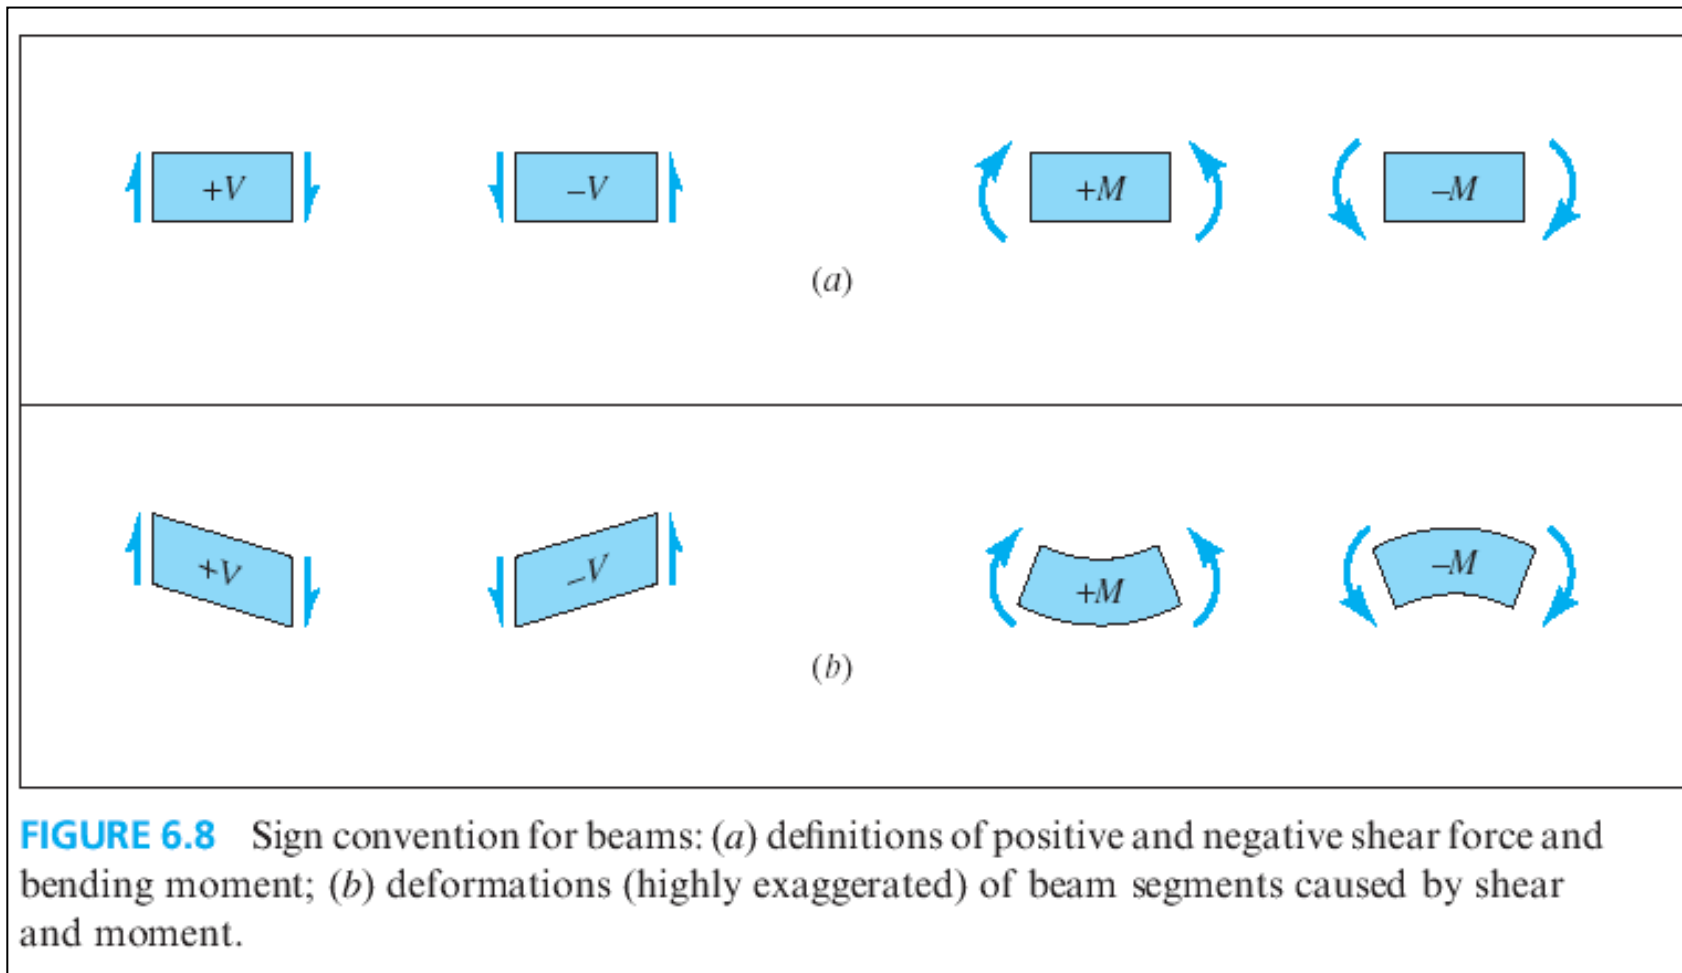 +V –V +M –M
(a)
+V –V +M –M
(b)
FIGURE 6.8 Sign convention for beams: (a) definitions of positive and negative shear force and
bending moment; (b) deformations (highly exaggerated) of beam segments caused by shear
and moment.